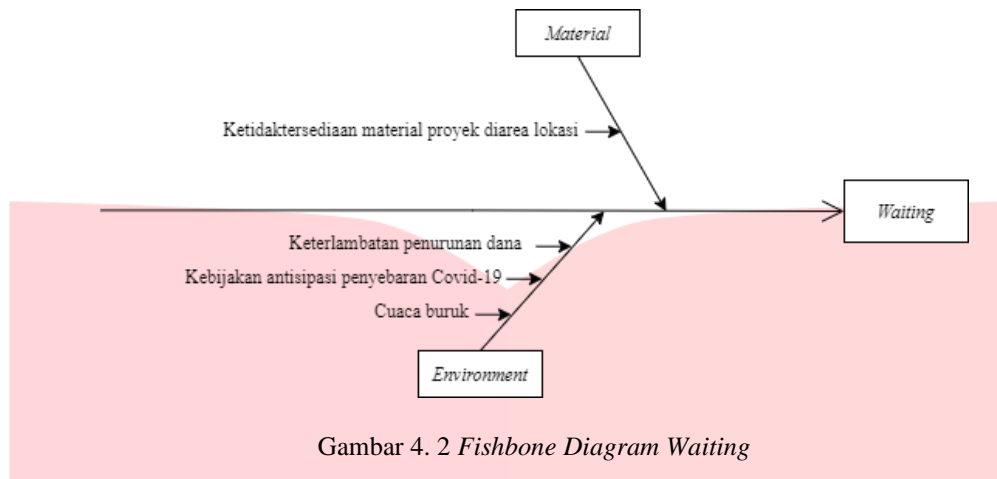 Material
Ketidaktersediaan material proyek diarea lokasi
Waiting
Keterlambatan penurunan dana
Kebijakan antisipasi penyebaran Covid-19
Cuaca buruk
Environment
Gambar 4. 2 Fishbone Diagram Waiting